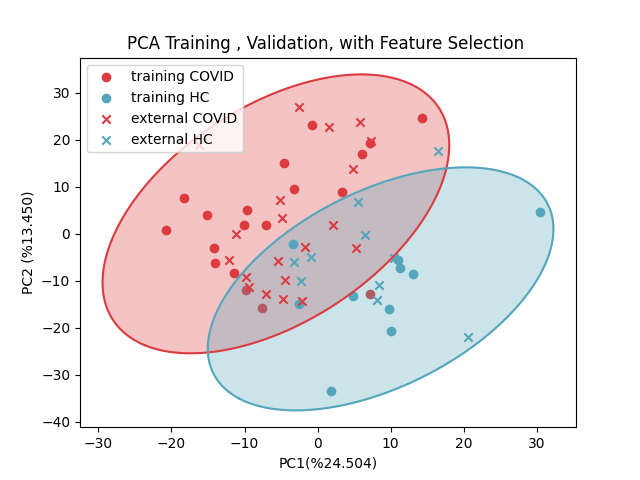 PCA Training , Validation, with Feature Selection
training COVID
training HC
external COVID
external HC
30
20
10
0
−10
−20
−30
−40
PC2 (%13.450)
−30 −20 −10 0 10 20 30
PC1(%24.504)